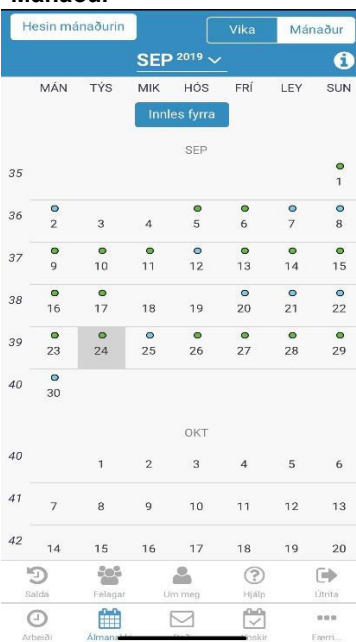 Hesin mánaðurin Vika Mánaður
SEP 2019
MÁN TÝS MIK HÓS FRÍ LEY SUN
Innles fyrra
SEP
35 1
36 2 3 4 5 6 7 8
37 9 10 11 12 13 14 15
38 16 17 18 19 20 21 22
39 23 24 25 26 27 28 29
40 30
OKT
40 1 2 3 4 5 6
41 7 8 9 10 11 12 13
42 14 15 16 17 18 19 20
Salda Felagar Um meg Hjálp Útrita
Arbeiði